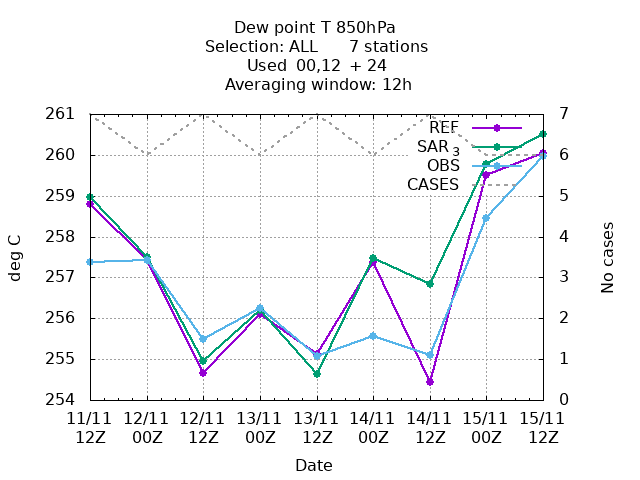 Dew point T 850hPa
Selection: ALL      7 stations
Used  00,12  + 24
Averaging window: 12h
261 7
REF
SAR 3
260 6
OBS
CASES
259 5
258 4
deg C
No cases
257 3
256 2
255 1
254 0
11/11 12/11 12/11 13/11 13/11 14/11 14/11 15/11 15/11
12Z 00Z 12Z 00Z 12Z 00Z 12Z 00Z 12Z
Date